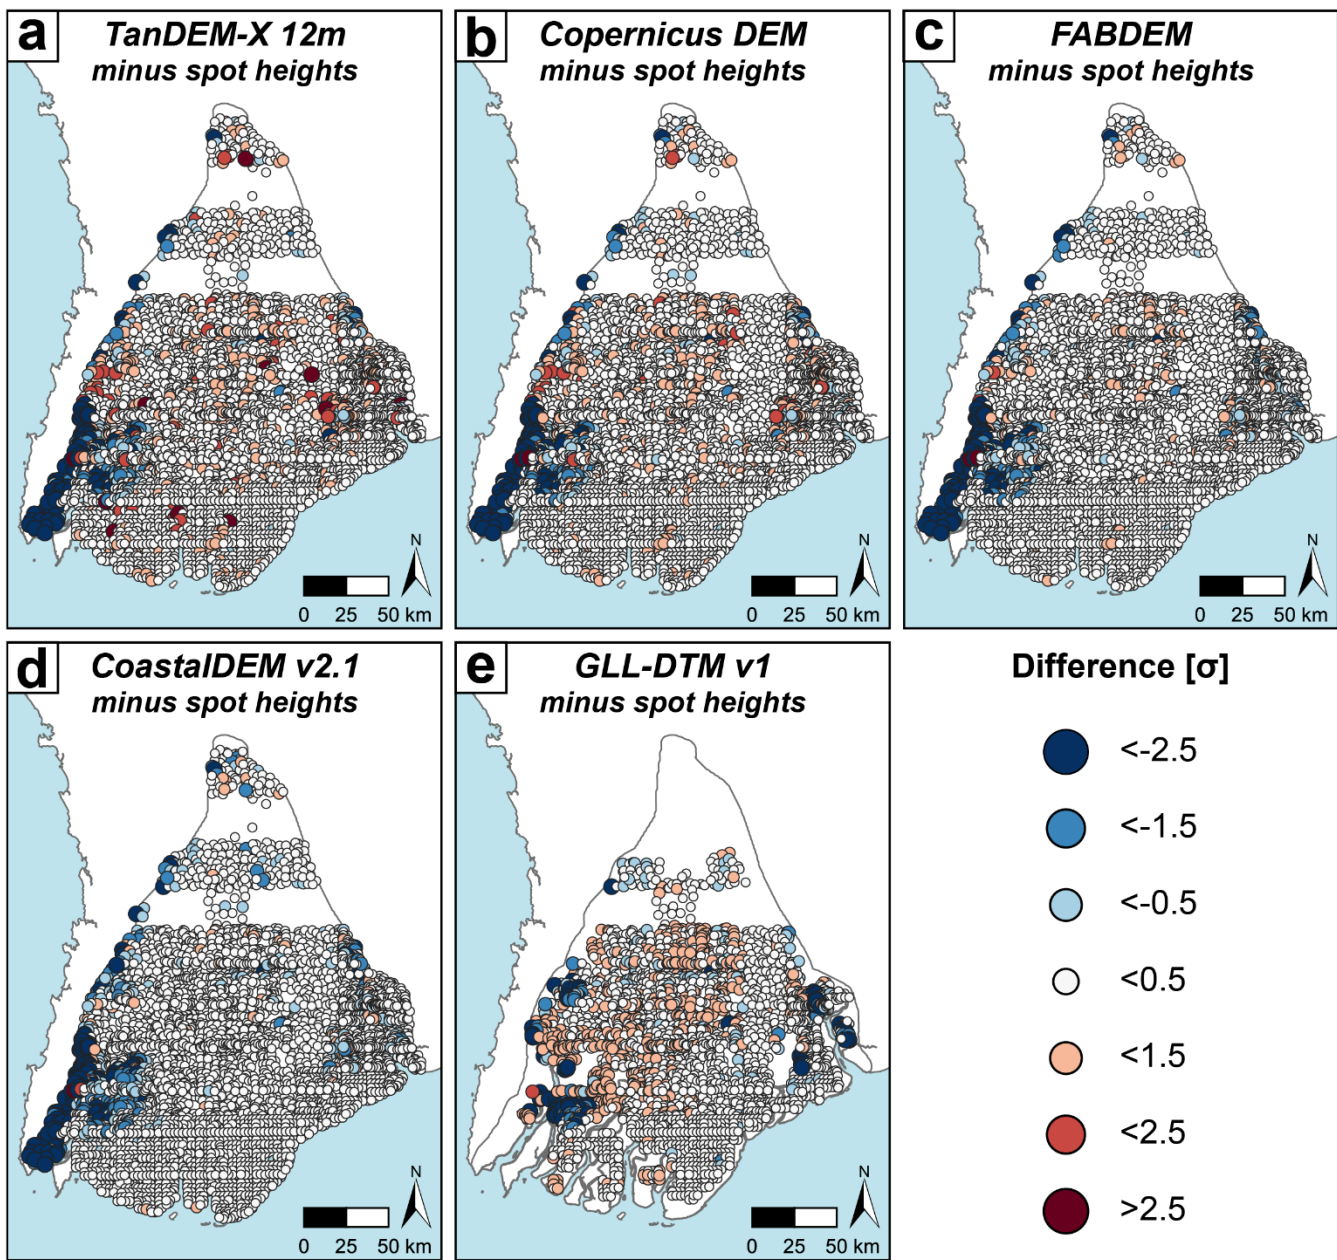 a
TanDEM-X 12m
minus spot heights
N
0 25 50 km
b
Copernicus DEM
minus spot heights
N
0 25 50 km
c
FABDEM
minus spot heights
N
0 25 50 km
d
CoastalDEM v2.1
minus spot heights
N
0 25 50 km
e
GLL-DTM v1
minus spot heights
N
0 25 50 km
Difference [σ]
<-2.5
<-1.5
<-0.5
<0.5
<1.5
<2.5
>2.5